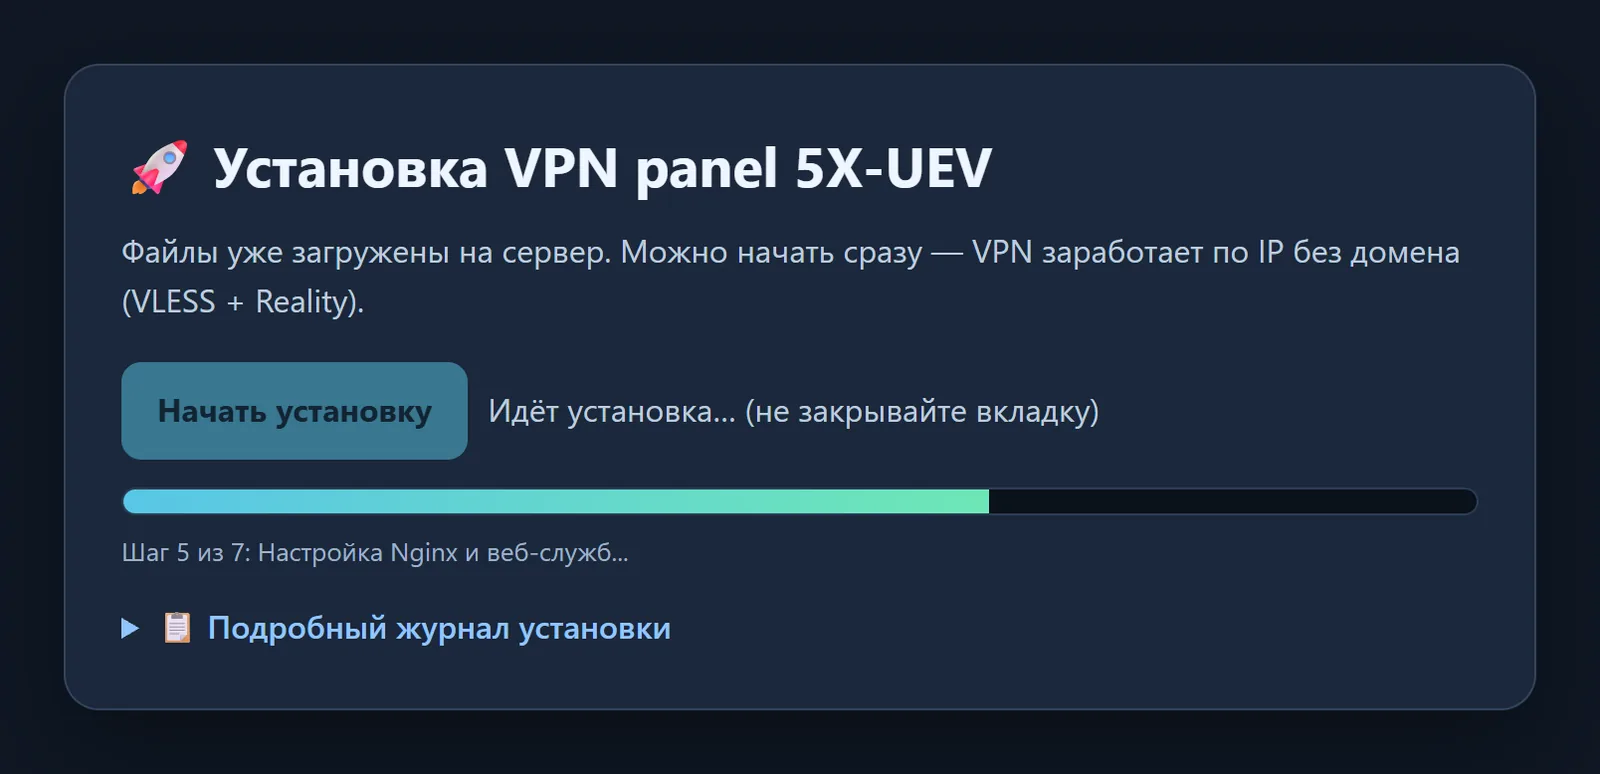 Установка VPN panel 5X-UEV
Файлы уже загружены на сервер. Можно начать сразу — VPN заработает по IP без домена
(VLESS + Reality).
Начать установку
Идёт установка... (не закрывайте вкладку)
Шаг 5 из 7: Настройка Nginx и веб-служб...
Подробный журнал установки